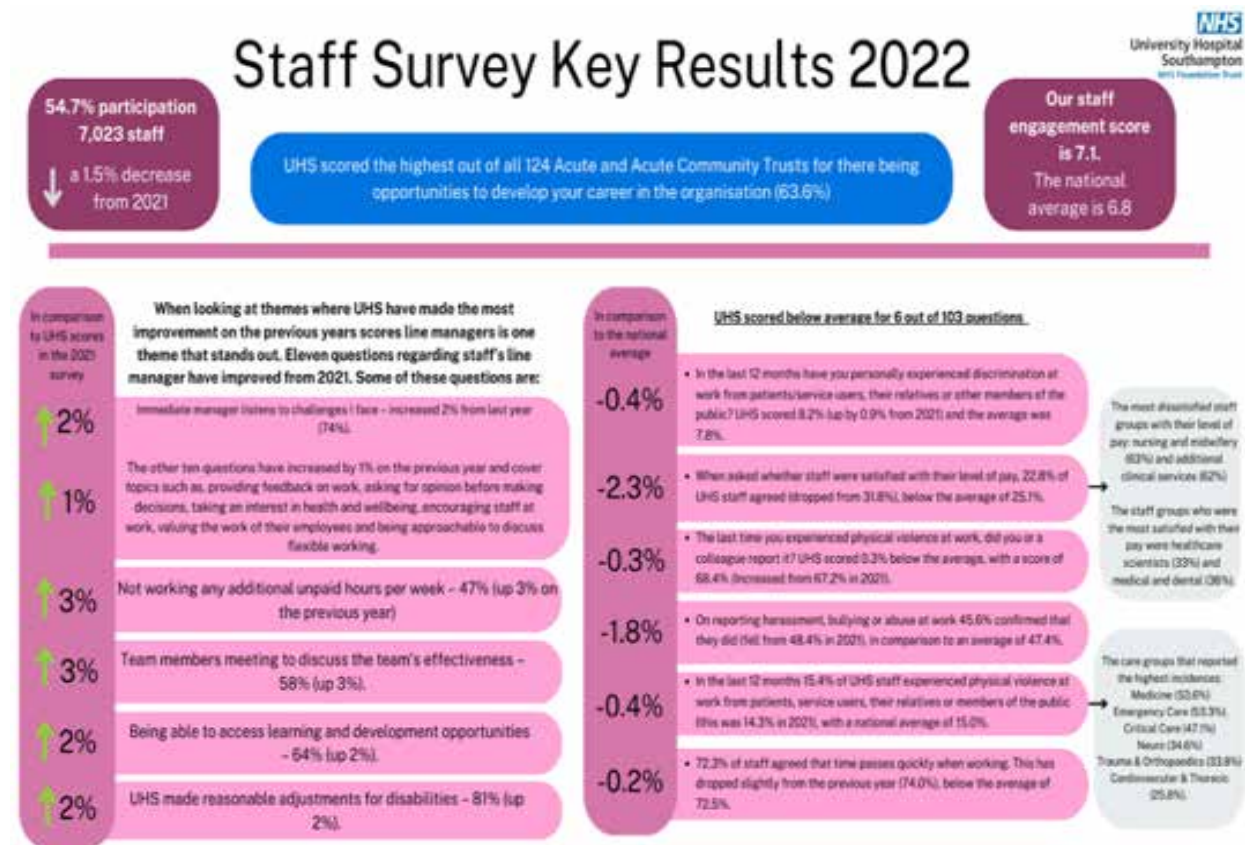 NHS
University Hospital
Southampton
NHS Foundation Trust
Staff Survey Key Results 2022
54.7% participation
7,023 staff
↓ a 1.5% decrease
from 2021
UHS scored the highest out of all 124 Acute and Acute Community Trusts for there being
opportunities to develop your career in the organisation (63.6%)
Our staff
engagement score
is 7.1.
The national
average is 6.8
In comparison
to UHS scores
in the 2021
survey
When looking at themes where UHS have made the most
improvement on the previous years scores line managers is one
theme that stands out. Eleven questions regarding staff's line
manager have improved from 2021. Some of these questions are:
↑2%
Immediate manager listens to challenges I face - increased 2% from last year
(74%).
↑1%
The other ten questions have increased by 1% on the previous year and cover
topics such as, providing feedback on work, asking for opinion before making
decisions, taking an interest in health and wellbeing, encouraging staff at
work, valuing the work of their employees and being approachable to discuss
flexible working.
↑3%
Not working any additional unpaid hours per week – 47% (up 3% on
the previous year)
↑3%
Team members meeting to discuss the team's effectiveness –
58% (up 3%).
↑2%
Being able to access learning and development opportunities
– 64% (up 2%).
↑2%
UHS made reasonable adjustments for disabilities – 81% (up
2%).
In comparison
to the national
average
UHS scored below average for 6 out of 103 questions
-0.4%
• In the last 12 months have you personally experienced discrimination at
work from patients/service users, their relatives or other members of the
public? UHS scored 8.2% (up by 0.9% from 2021) and the average was
7.8%.
-2.3%
• When asked whether staff were satisfied with their level of pay, 22.8% of
UHS staff agreed (dropped from 31.8%), below the average of 25.1%.
The most dissatisfied staff
groups with their level of
pay: nursing and midwifery
(63%) and additional
clinical services (62%)
The staff groups who were
the most satisfied with their
pay were healthcare
scientists (33%) and
medical and dental (36%)
-0.3%
• The last time you experienced physical violence at work, did you or a
colleague report it? UHS scored 0.3% below the average, with a score of
68.4% (increased from 67.2% in 2021).
-1.8%
• On reporting harassment, bullying or abuse at work 45.6% confirmed that
they did (fell from 48.4% in 2021), in comparison to an average of 47.4%.
-0.4%
• In the last 12 months 15.4% of UHS staff experienced physical violence at
work from patients, service users, their relatives or members of the public
(this was 14.3% in 2021), with a national average of 15.0%.
The care groups that reported
the highest incidences:
Medicine (52.6%)
Emergency Care (50.3%)
Critical Care (47.1%)
Neuro (34.6%)
Trauma & Orthopaedics (33.8%)
Cardiovascular & Thoracic
(25.8%).
-0.2%
• 72.3% of staff agreed that time passes quickly when working. This has
dropped slightly from the previous year (74.0%), below the average of
72.5%.